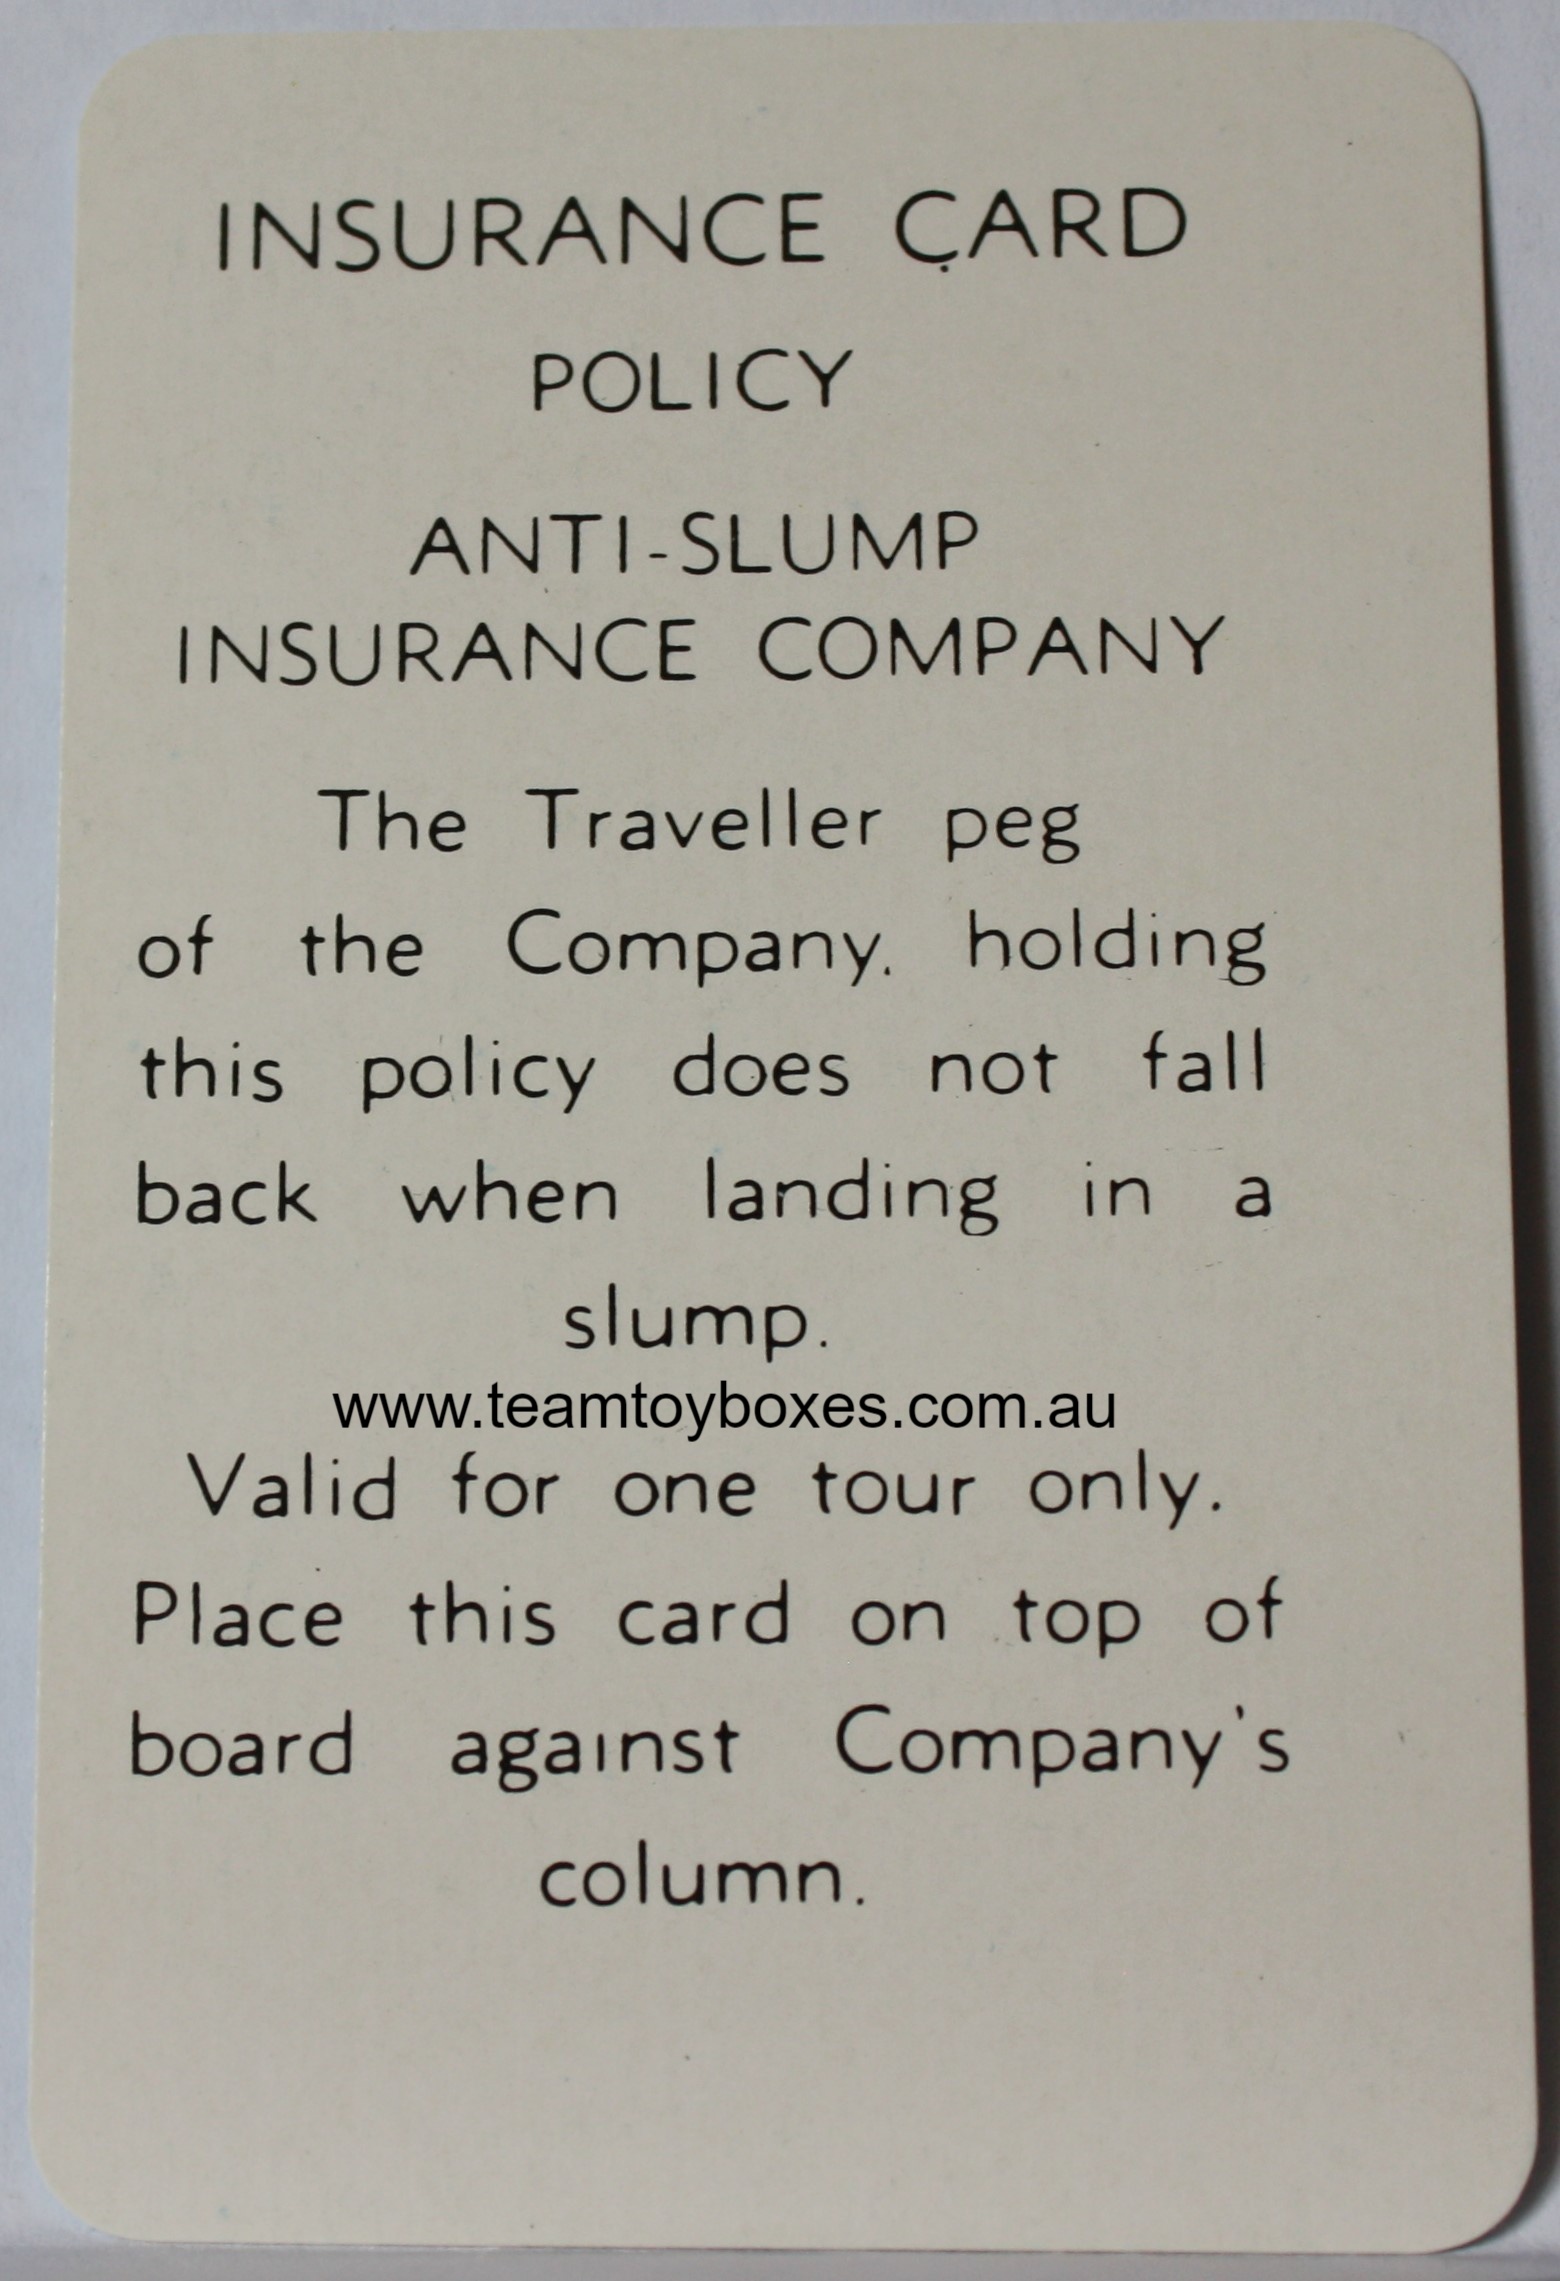 INSURANCE CARD
POLICY
ANTI-SLUMP
INSURANCE COMPANY
The Traveller peg
of the Company. holding
this policy does not fall
back when landing in a
slump.
www.teamtoyboxes.com.au
Valid for one tour only.
Place this card on top of
board against Company's
column.